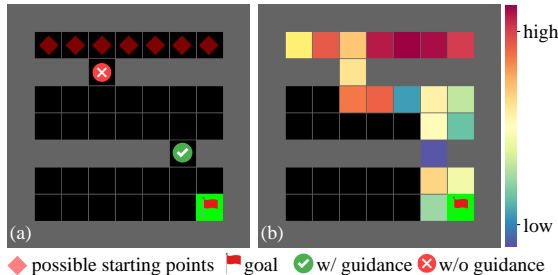 high
low
(a)
(b)
possible starting points goal w/ guidance w/o guidance